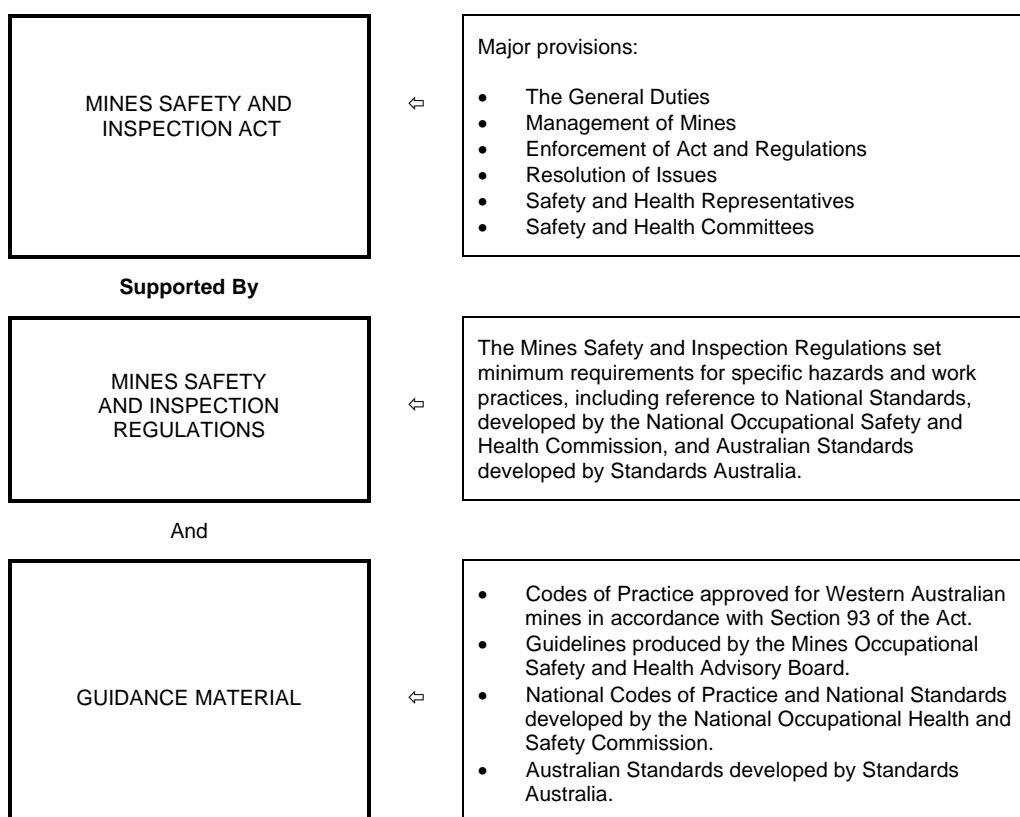 MINES SAFETY AND
INSPECTION ACT
⇦
Major provisions:
• The General Duties
• Management of Mines
• Enforcement of Act and Regulations
• Resolution of Issues
• Safety and Health Representatives
• Safety and Health Committees
Supported By
MINES SAFETY
AND INSPECTION
REGULATIONS
⇦
The Mines Safety and Inspection Regulations set
minimum requirements for specific hazards and work
practices, including reference to National Standards,
developed by the National Occupational Safety and
Health Commission, and Australian Standards
developed by Standards Australia.
And
GUIDANCE MATERIAL
⇦
• Codes of Practice approved for Western Australian
mines in accordance with Section 93 of the Act.
• Guidelines produced by the Mines Occupational
Safety and Health Advisory Board.
• National Codes of Practice and National Standards
developed by the National Occupational Health and
Safety Commission.
• Australian Standards developed by Standards
Australia.